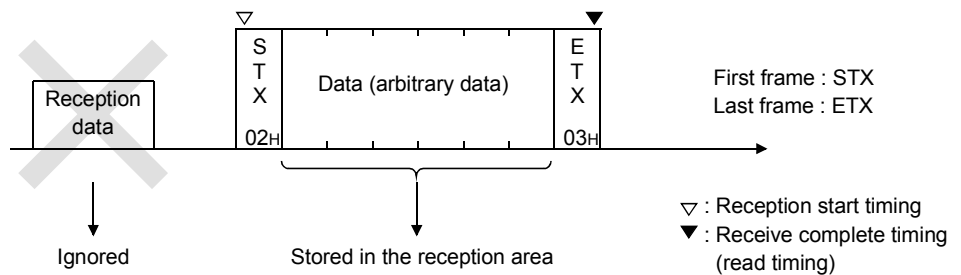 Reception
data
S
T
X
02H
Data (arbitrary data)
E
T
X
03H
First frame : STX
Last frame : ETX
Ignored
Stored in the reception area
▽ : Reception start timing
▼ : Receive complete timing
(read timing)